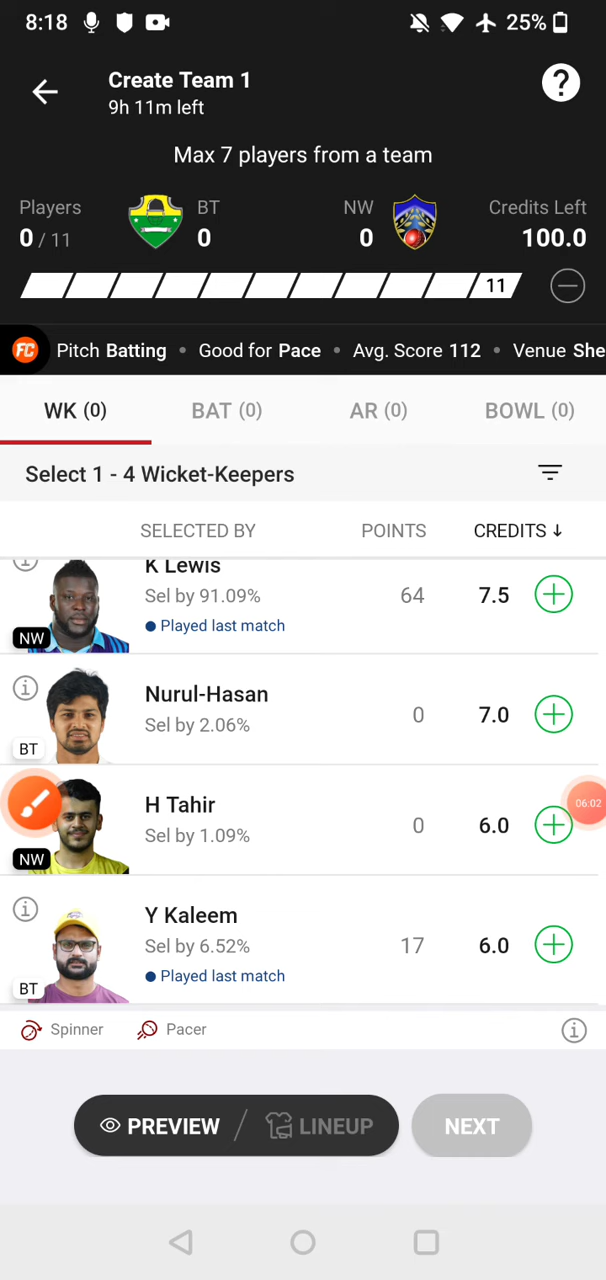 8:18 25%
Create Team 1
9h 11m left
?
Max 7 players from a team
Players BT NW Credits Left
0 / 11 0 0 100.0
11
FC Pitch Batting • Good for Pace • Avg. Score 112 • Venue She
WK (0) BAT (0) AR (0) BOWL (0)
Select 1 - 4 Wicket-Keepers
SELECTED BY POINTS CREDITS ↓
K Lewis
Sel by 91.09% 64 7.5
NW Played last match
Nurul-Hasan
Sel by 2.06% 0 7.0
BT
H Tahir
Sel by 1.09% 0 6.0
06:02
NW
Y Kaleem
Sel by 6.52% 17 6.0
BT Played last match
Spinner Pacer
PREVIEW / LINEUP NEXT